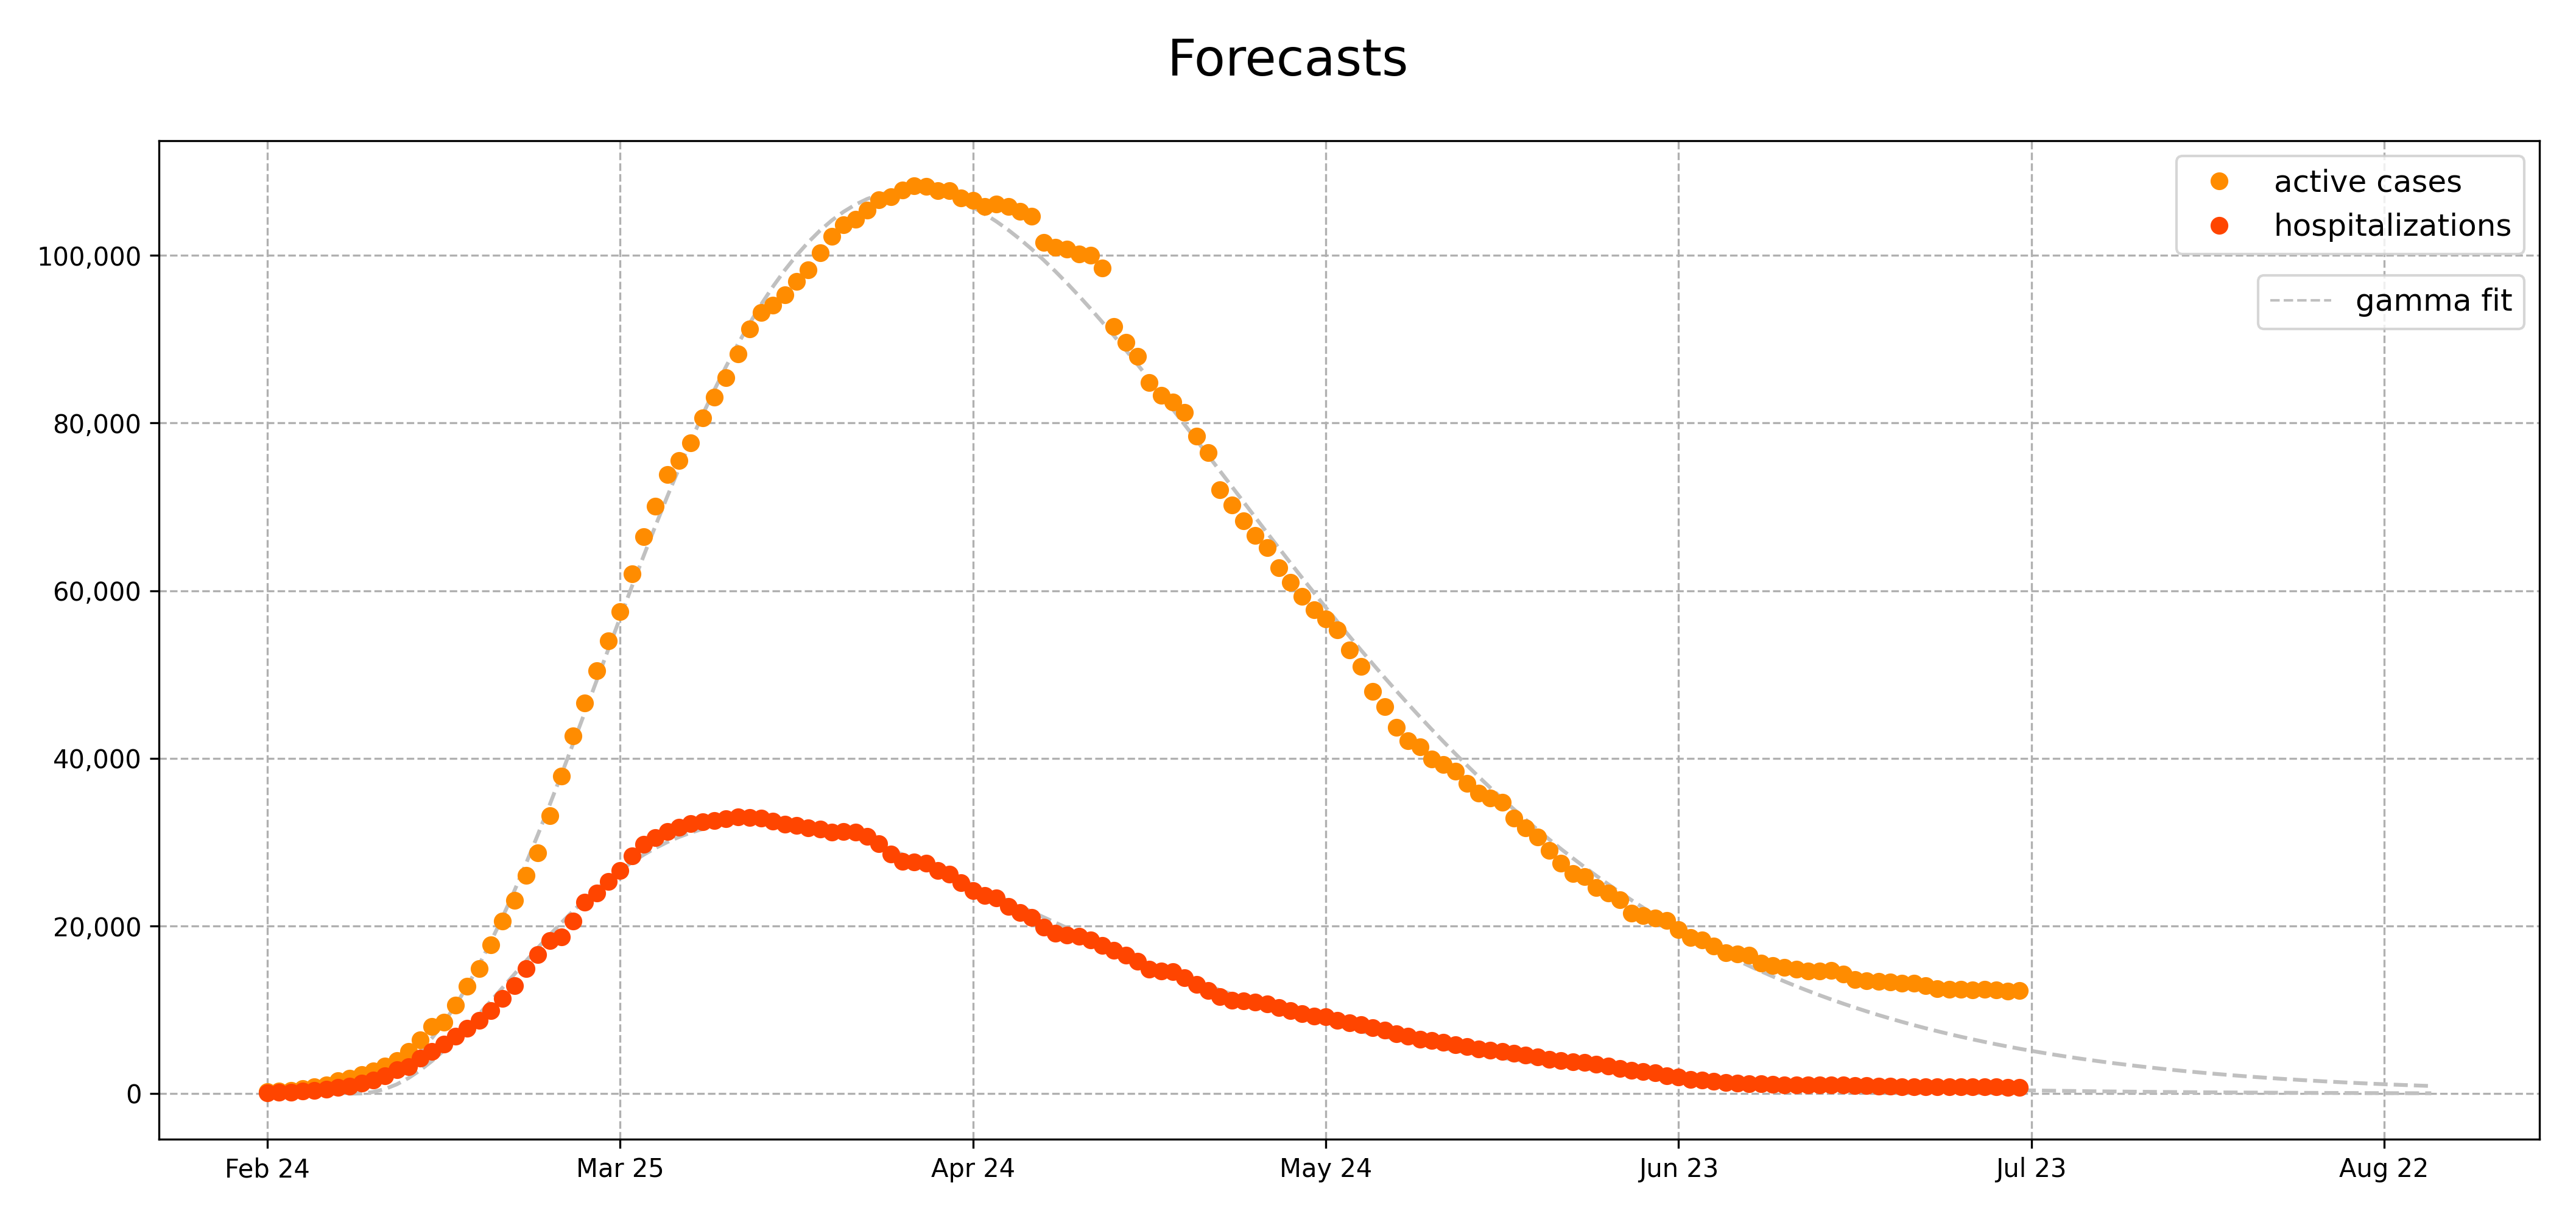 Forecasts
active cases
hospitalizations
gamma fit
100,000
80,000
60,000
40,000
20,000
0
Feb 24 Mar 25 Apr 24 May 24 Jun 23 Jul 23 Aug 22